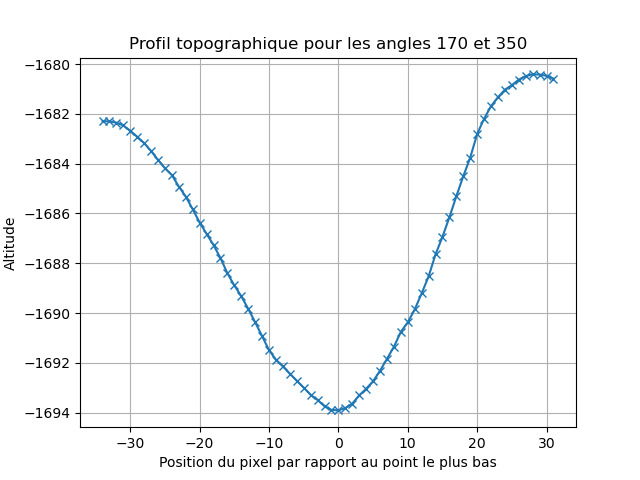 Profil topographique pour les angles 170 et 350
Altitude
−1680
−1682
−1684
−1686
−1688
−1690
−1692
−1694
−30 −20 −10 0 10 20 30
Position du pixel par rapport au point le plus bas